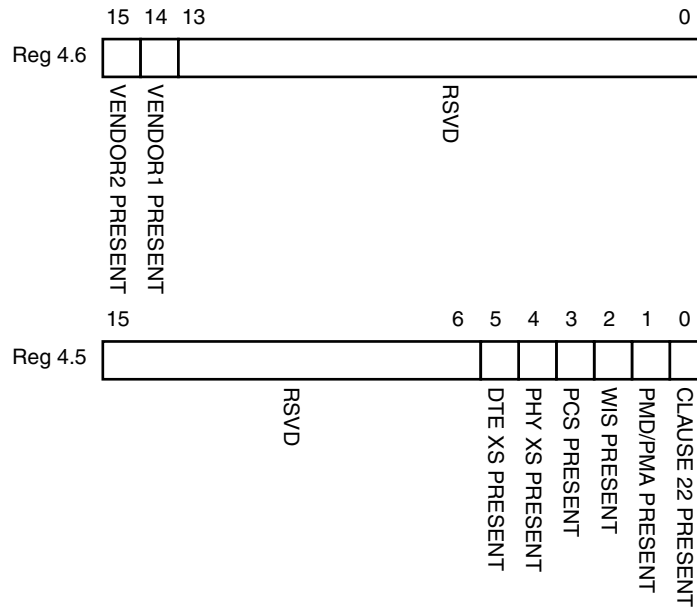 15 14 13 0
Reg 4.6
VENDOR2 PRESENT
VENDOR1 PRESENT
RSVD
15 6 5 4 3 2 1 0
Reg 4.5
RSVD
DTE XS PRESENT
PHY XS PRESENT
PCS PRESENT
WIS PRESENT
PMD/PMA PRESENT
CLAUSE 22 PRESENT